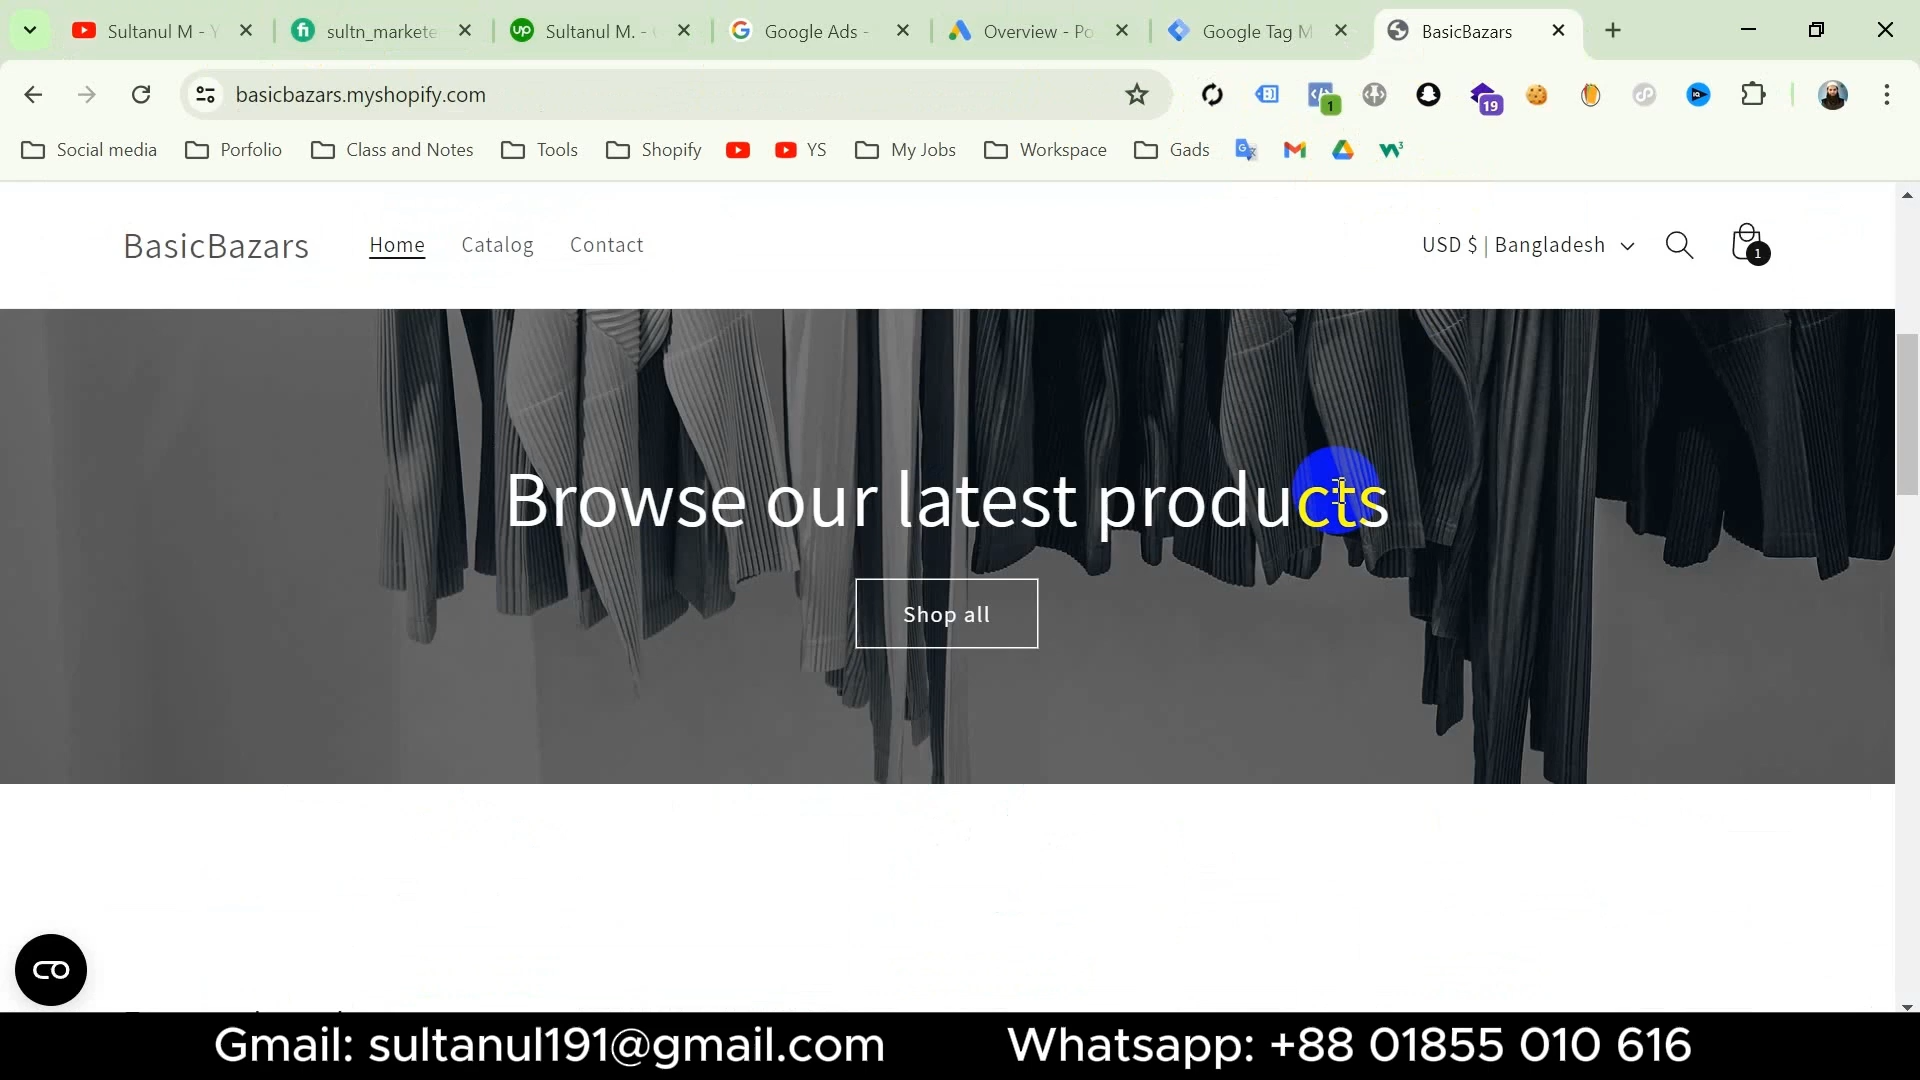 Sultanul M - Y
sultn_markete
Sultanul M. -
Google Ads -
Overview - Po
Google Tag M
BasicBazars
basicbazars.myshopify.com
1
19
Social media
Porfolio
Class and Notes
Tools
Shopify
YS
My Jobs
Workspace
Gads
BasicBazars
Home
Catalog
Contact
USD $ | Bangladesh
1
Browse our latest products
Shop all
Gmail: sultanul191@gmail.com
Whatsapp: +88 01855 010 616